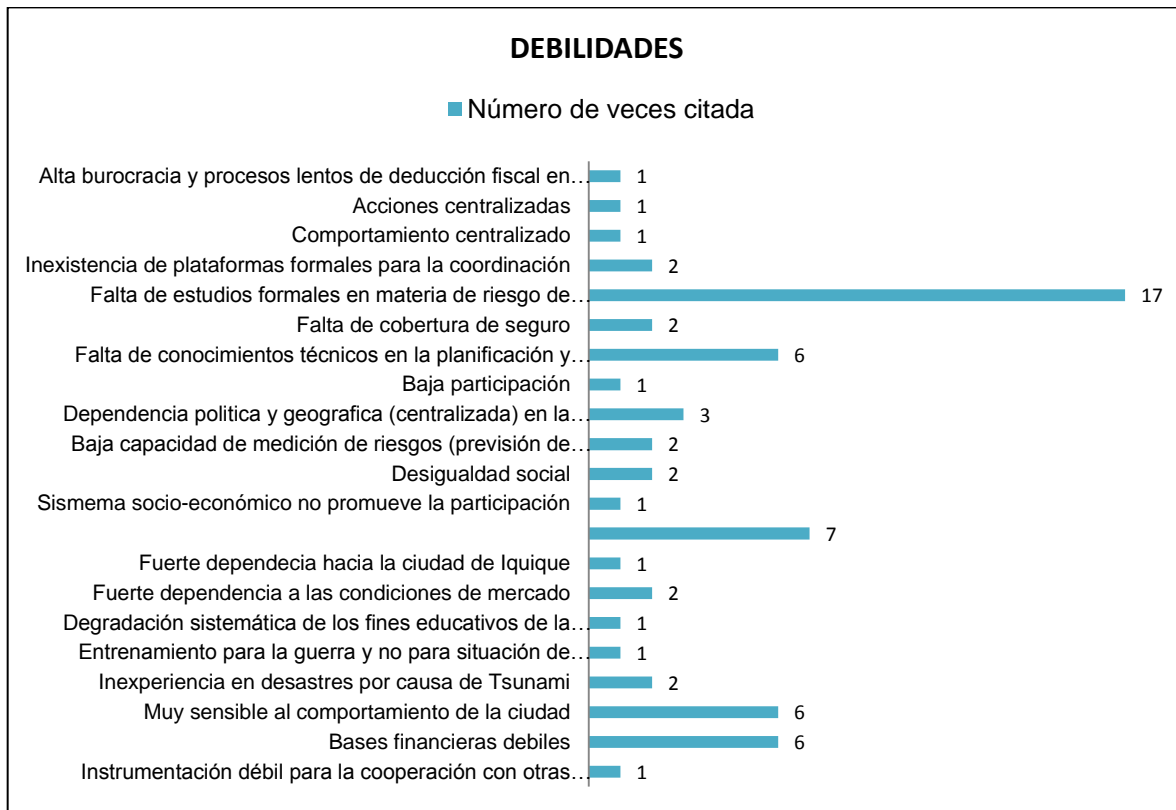 DEBILIDADES
Número de veces citada
Alta burocracia y procesos lentos de deducción fiscal en… 1
Acciones centralizadas 1
Comportamiento centralizado 1
Inexistencia de plataformas formales para la coordinación 2
Falta de estudios formales en materia de riesgo de… 17
Falta de cobertura de seguro 2
Falta de conocimientos técnicos en la planificación y… 6
Baja participación 1
Dependencia politica y geografica (centralizada) en la… 3
Baja capacidad de medición de riesgos (previsión de… 2
Desigualdad social 2
Sismema socio-económico no promueve la participación 1
7
Fuerte dependecia hacia la ciudad de Iquique 1
Fuerte dependencia a las condiciones de mercado 2
Degradación sistemática de los fines educativos de la… 1
Entrenamiento para la guerra y no para situación de… 1
Inexperiencia en desastres por causa de Tsunami 2
Muy sensible al comportamiento de la ciudad 6
Bases financieras debiles 6
Instrumentación débil para la cooperación con otras… 1